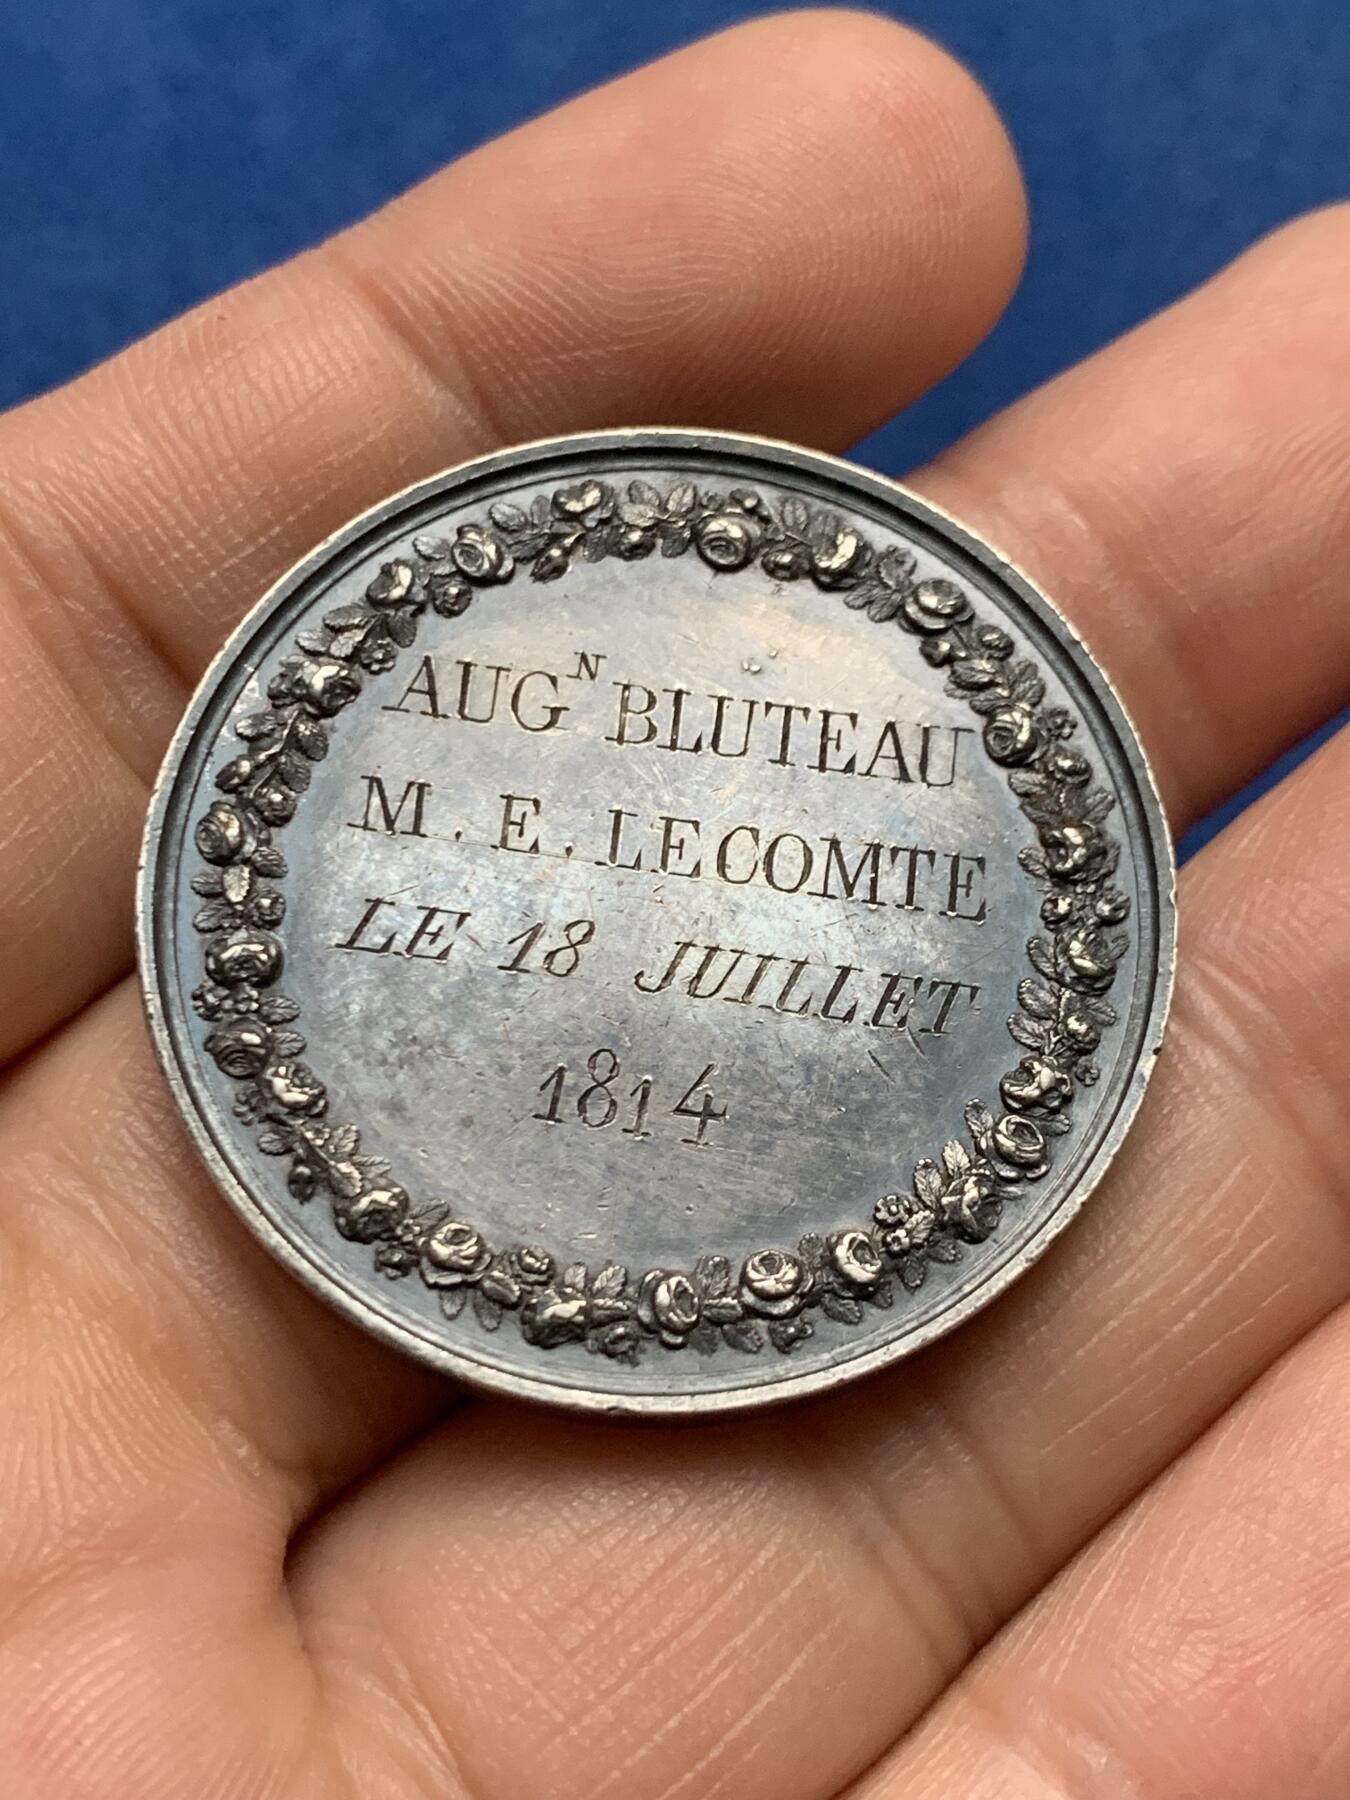 AUGᴺ BLUTEAU
M. E. LECOMTE
LE 18 JUILLET
1814